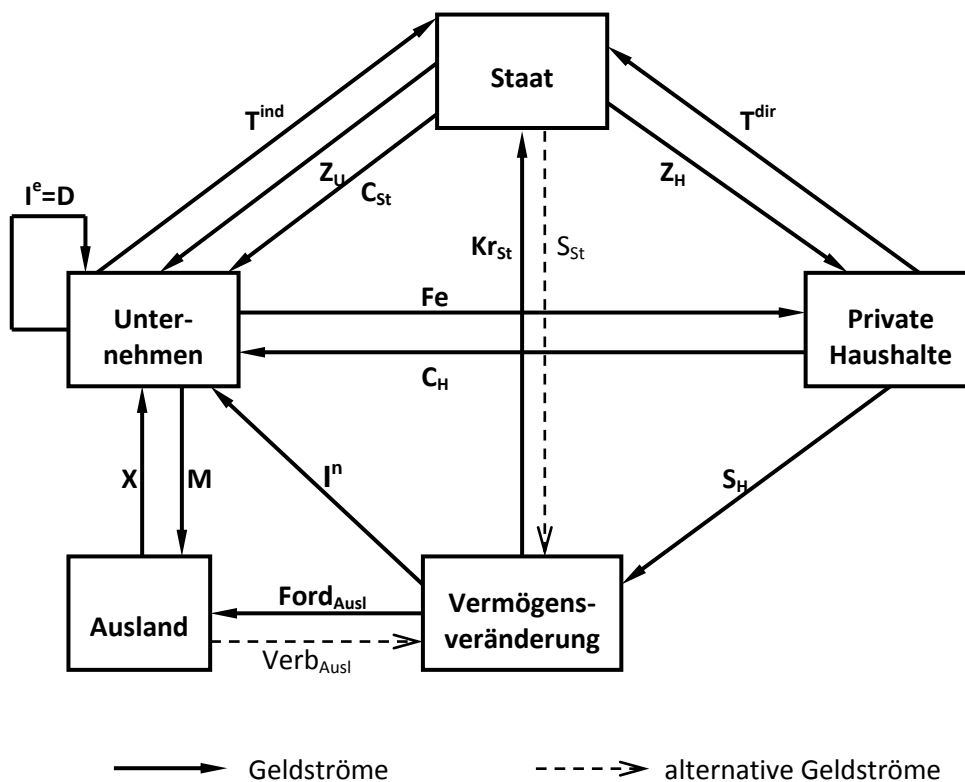 Staat
T^ind
T^dir
Z_U
Z_H
C_St
I^e=D
Kr_St
S_St
Fe
Unter-
nehmen
Private
Haushalte
C_H
X
M
I^n
S_H
Ford_Ausl
Vermögens-
veränderung
Ausland
Verb_Ausl
Geldströme
alternative Geldströme